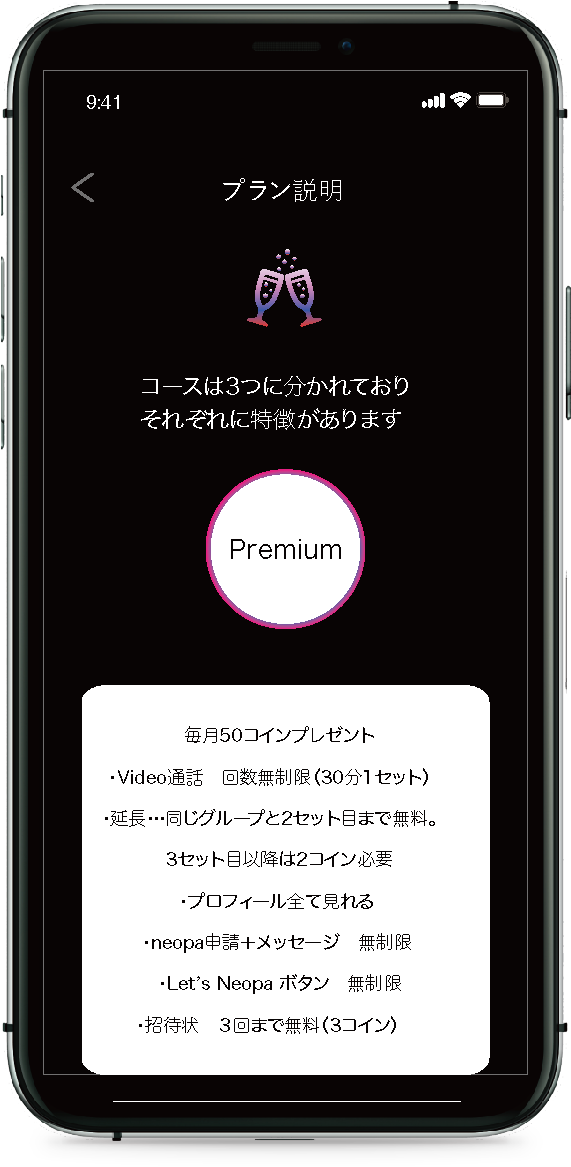 9:41
プラン説明
コースは3つに分かれており
それぞれに特徴があります
Premium
毎月50コインプレゼント
・Video通話　回数無制限(30分1セット)
・延長…同じグループと2セット目まで無料。
3セット目以降は2コイン必要
・プロフィール全て見れる
・neopa申請＋メッセージ　無制限
・Let's Neopa ボタン　無制限
・招待状　3回まで無料(3コイン)